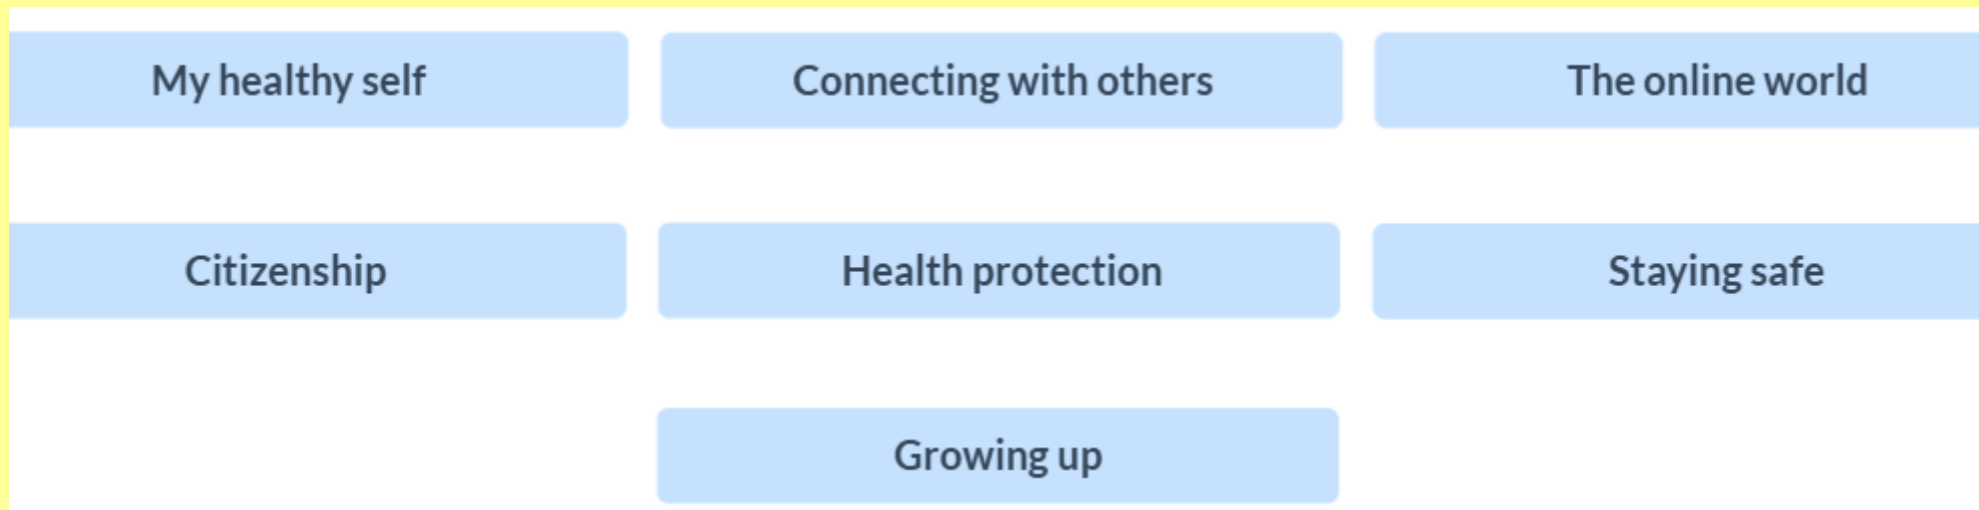 My healthy self
Connecting with others
The online world
Citizenship
Health protection
Staying safe
Growing up